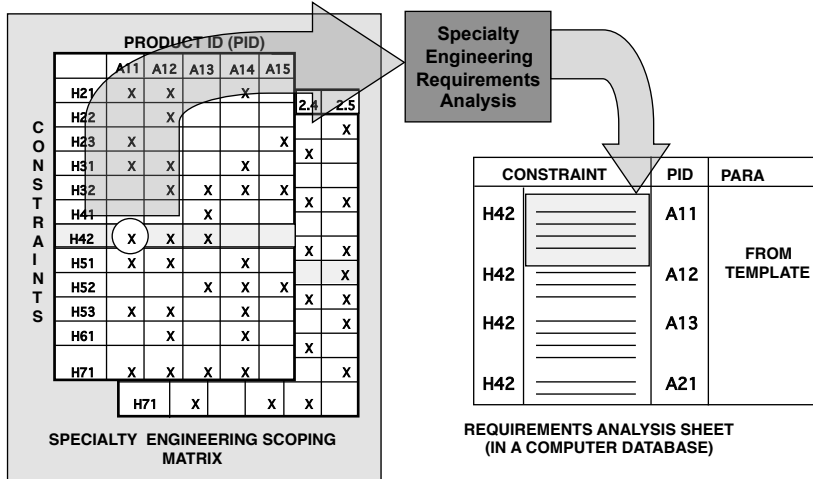 PRODUCT ID (PID)
A11 A12 A13 A14 A15
H21 X X X
H22 X
H23 X X
H31 X X X
H32 X X X X
H41 X
H42 X X X
H51 X X X
H52 X X X
H53 X X X
H61 X X
H71 X X X X
2.4 2.5
X
X
X X
X X
X
X X
X
X
X
H71 X X X
CONSTRAINTS
SPECIALTY ENGINEERING SCOPING
MATRIX
Specialty
Engineering
Requirements
Analysis
CONSTRAINT PID PARA
H42 A11
H42 A12
H42 A13
H42 A21
FROM
TEMPLATE
REQUIREMENTS ANALYSIS SHEET
(IN A COMPUTER DATABASE)